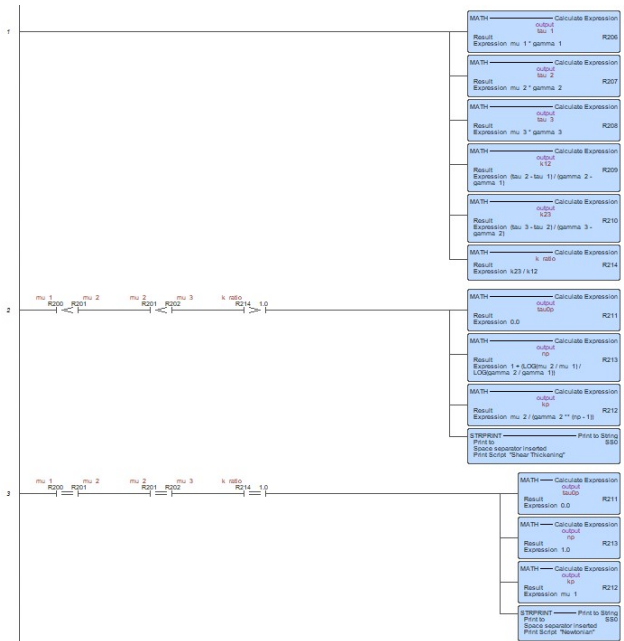 1
MATH Calculate Expression
output
tau 1
Result R206
Expression mu 1 * gamma 1
MATH Calculate Expression
output
tau 2
Result R207
Expression mu 2 * gamma 2
MATH Calculate Expression
output
tau 3
Result R208
Expression mu 3 * gamma 3
MATH Calculate Expression
output
k12
Result R209
Expression (tau 2 - tau 1) / (gamma 2 -
gamma 1)
MATH Calculate Expression
output
k23
Result R210
Expression (tau 3 - tau 2) / (gamma 3 -
gamma 2)
MATH Calculate Expression
k ratio
Result R214
Expression k23 / k12
2
mu 1 mu 2 mu 2 mu 3 k ratio
R200 < R201 R201 < R202 R214 > 1.0
MATH Calculate Expression
output
tau0p
Result R211
Expression 0.0
MATH Calculate Expression
output
np
Result R213
Expression 1 + (LOG(mu 2 / mu 1) /
LOG(gamma 2 / gamma 1))
MATH Calculate Expression
output
kp
Result R212
Expression mu 2 / (gamma 2 ** (np - 1))
STRPRINT Print to String
Print to SS0
Space separator inserted
Print Script "Shear Thickening"
3
mu 1 mu 2 mu 2 mu 3 k ratio
R200 == R201 R201 == R202 R214 == 1.0
MATH Calculate Expression
output
tau0p
Result R211
Expression 0.0
MATH Calculate Expression
output
np
Result R213
Expression 1.0
MATH Calculate Expression
output
kp
Result R212
Expression mu 1
STRPRINT Print to String
Print to SS0
Space separator inserted
Print Script "Newtonian"